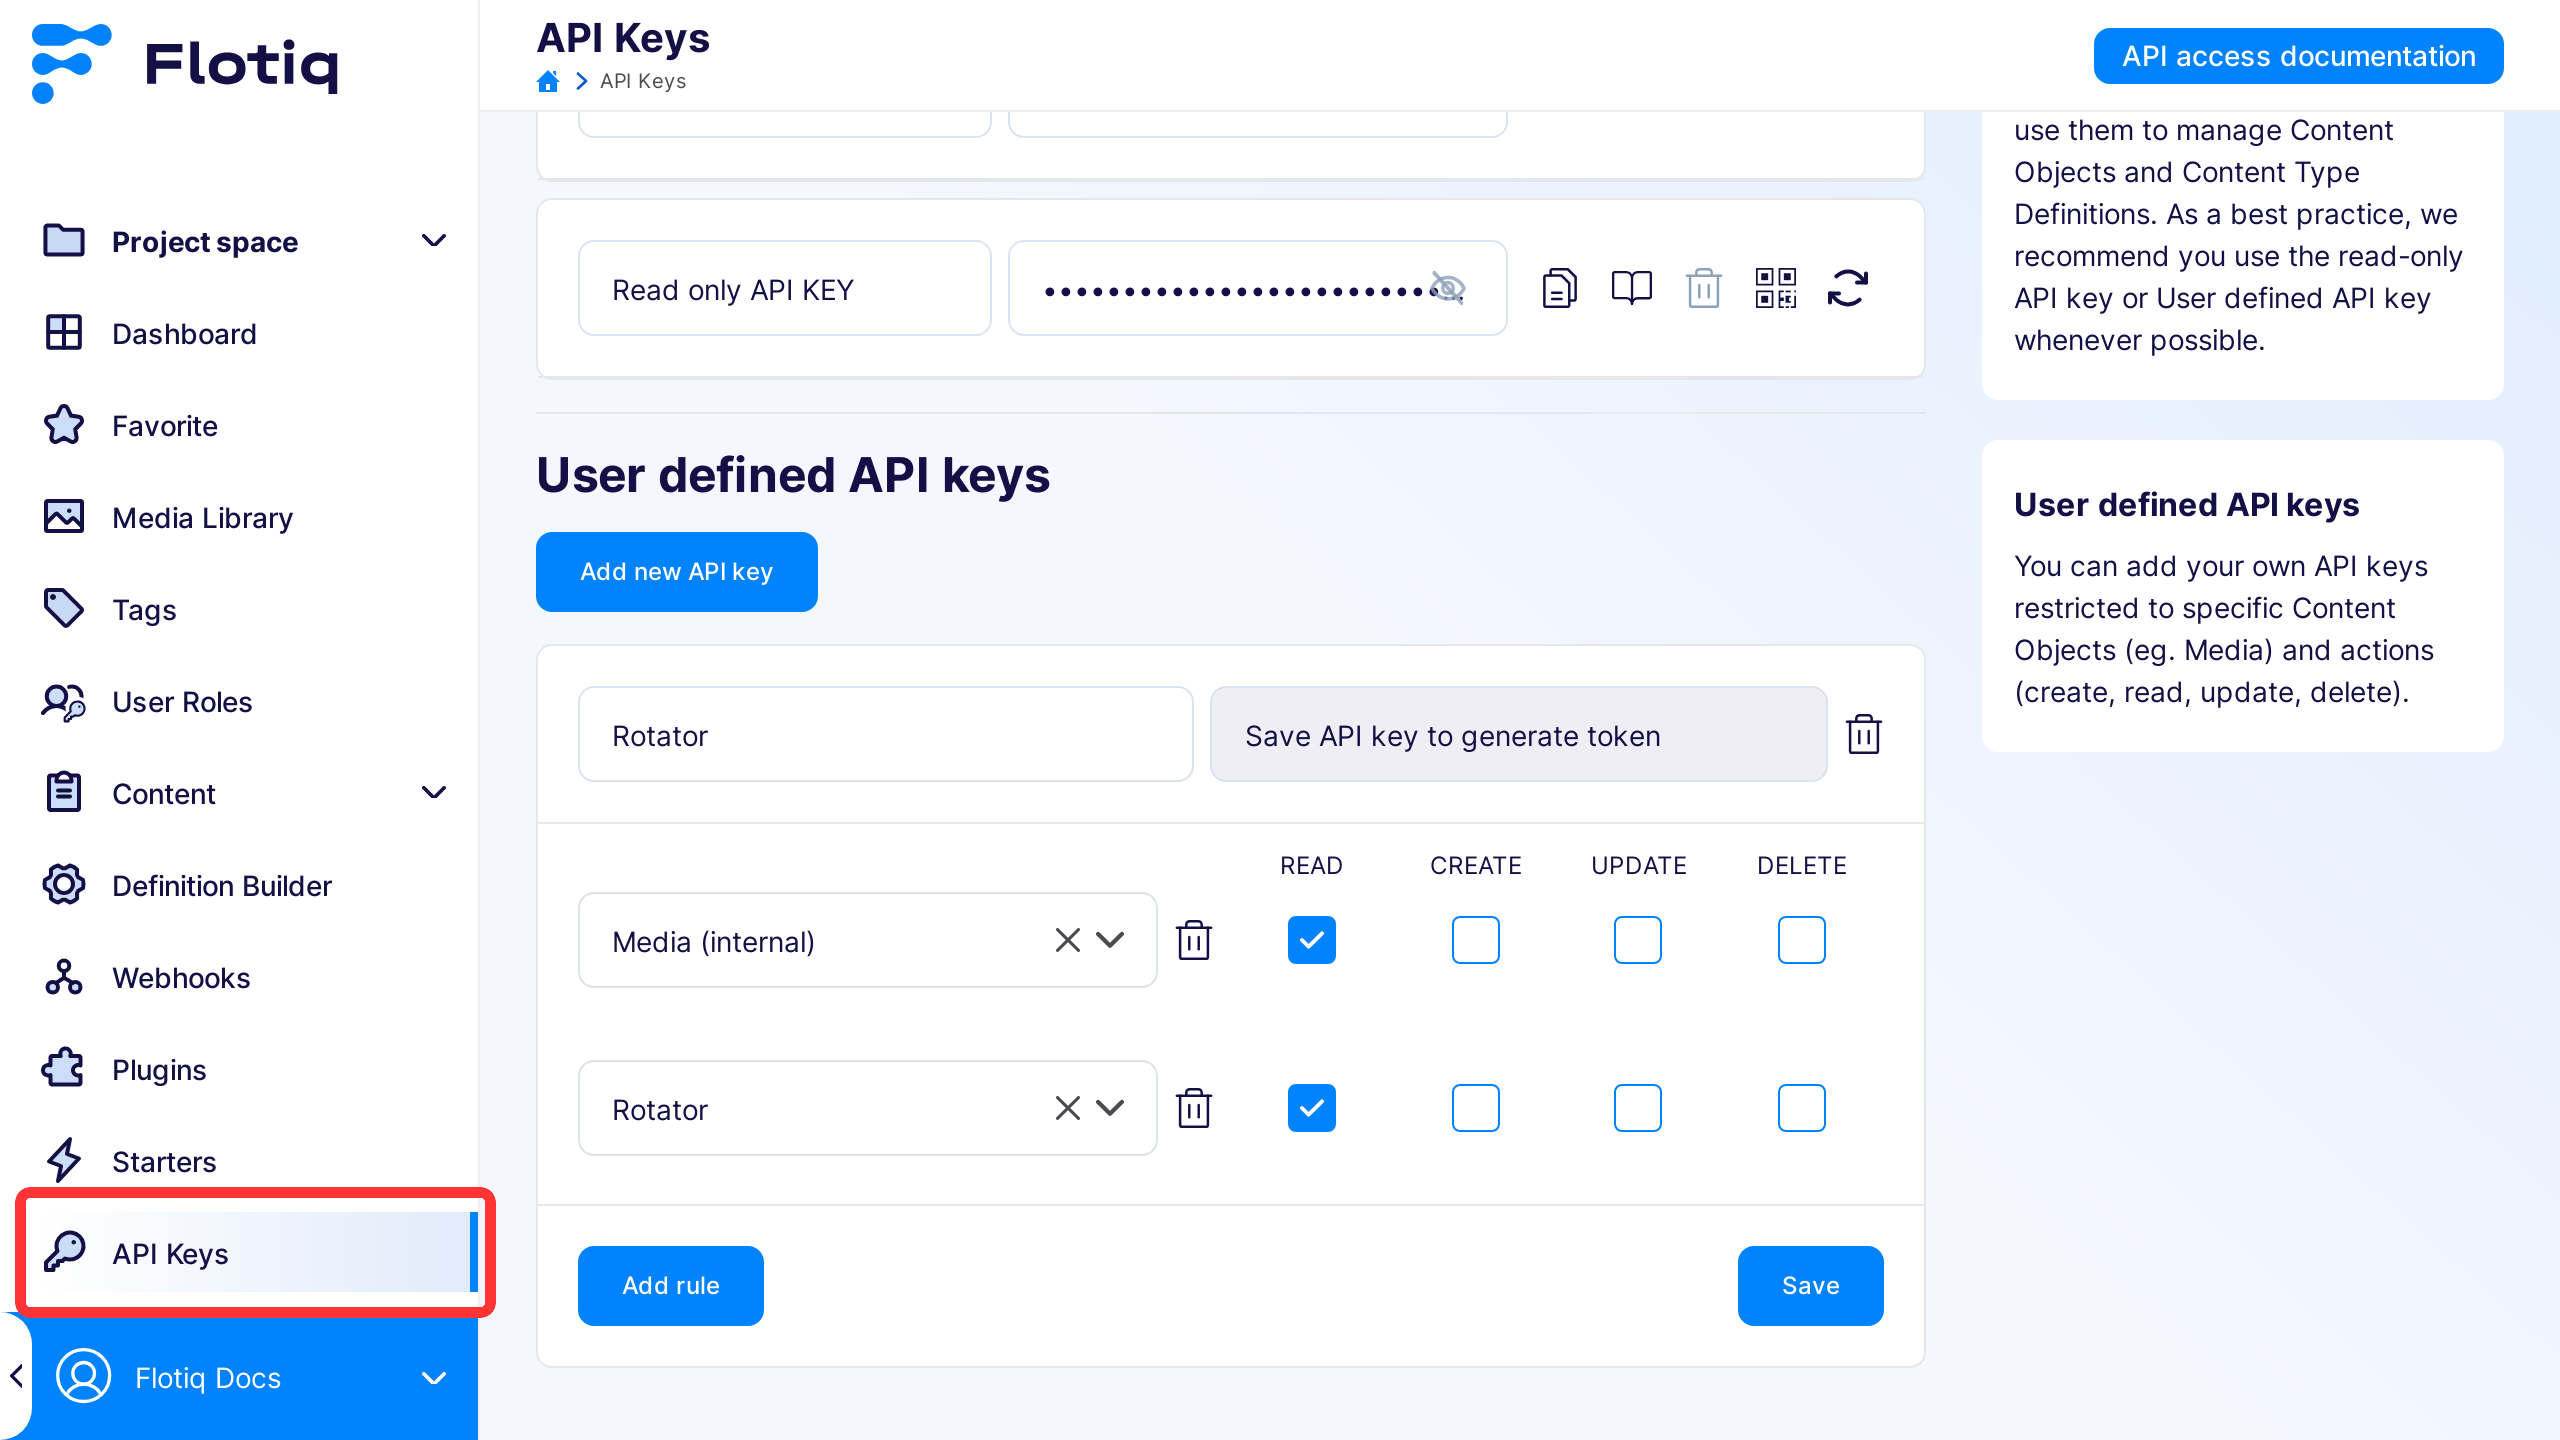 Flotiq
Project space
Dashboard
Favorite
Media Library
Tags
User Roles
Content
Definition Builder
Webhooks
Plugins
Starters
API Keys
Flotiq Docs
API Keys
API Keys
API access documentation
Read only API KEY
User defined API keys
Add new API key
Rotator
Save API key to generate token
READ CREATE UPDATE DELETE
Media (internal)
Rotator
Add rule
Save
use them to manage Content
Objects and Content Type
Definitions. As a best practice, we
recommend you use the read-only
API key or User defined API key
whenever possible.
User defined API keys
You can add your own API keys
restricted to specific Content
Objects (eg. Media) and actions
(create, read, update, delete).